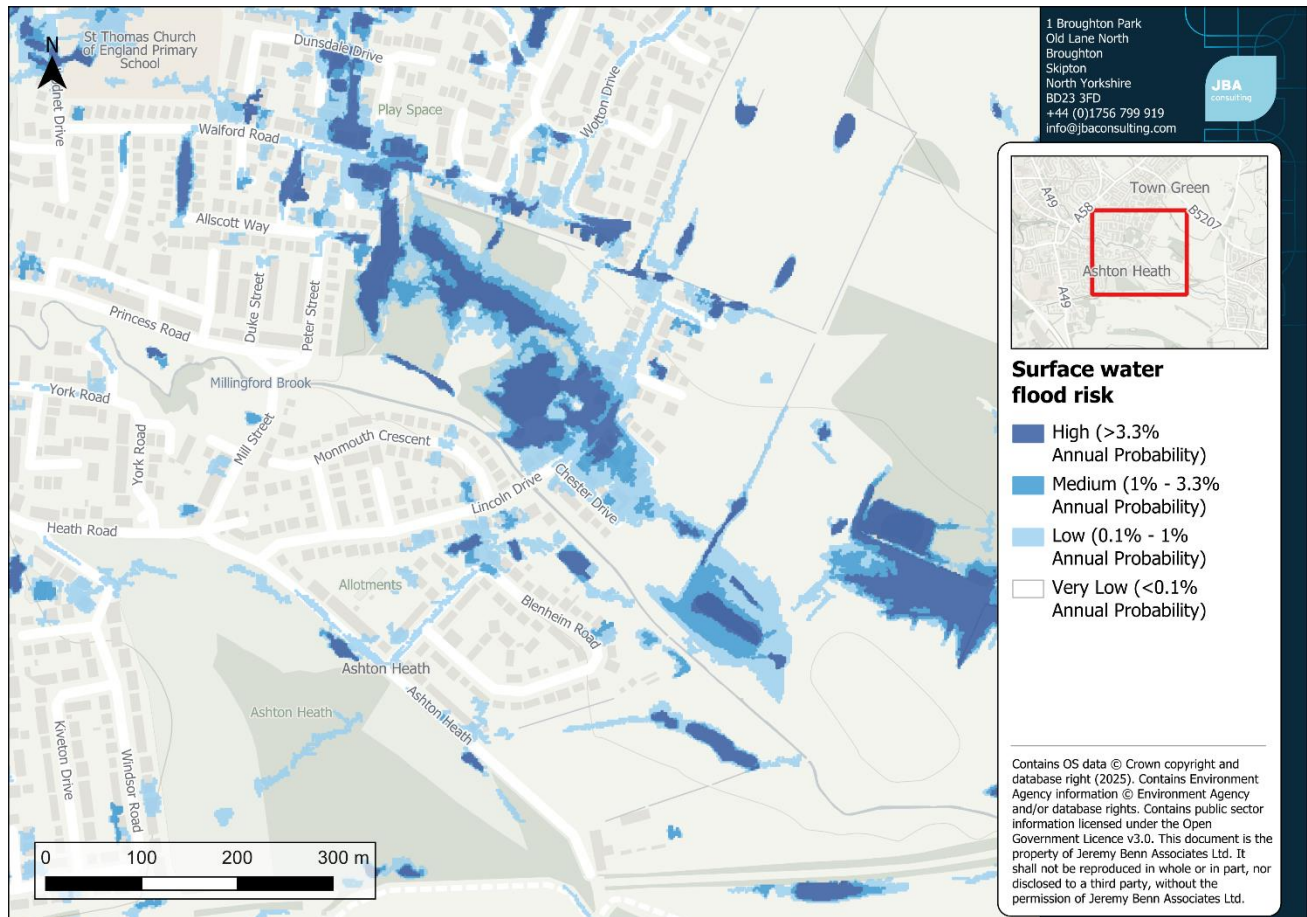 St Thomas Church
of England Primary
School
N
dnet Drive
Dunsdale Drive
Play Space
Wotton Drive
Walford Road
Allscott Way
Princess Road
Duke Street
Peter Street
Millingford Brook
York Road
York Road
Mill Street
Monmouth Crescent
Lincoln Drive
Chester Drive
Heath Road
Allotments
Blenheim Road
Ashton Heath
Ashton Heath
Ashton Heath
Kiveton Drive
Windsor Road
0 100 200 300 m
1 Broughton Park
Old Lane North
Broughton
Skipton
North Yorkshire
BD23 3FD
+44 (0)1756 799 919
info@jbaconsulting.com
JBA
consulting
Town Green
A49
A58
B5207
Ashton Heath
A49
Surface water
flood risk
High (>3.3%
Annual Probability)
Medium (1% - 3.3%
Annual Probability)
Low (0.1% - 1%
Annual Probability)
Very Low (<0.1%
Annual Probability)
Contains OS data © Crown copyright and
database right (2025). Contains Environment
Agency information © Environment Agency
and/or database rights. Contains public sector
information licensed under the Open
Government Licence v3.0. This document is the
property of Jeremy Benn Associates Ltd. It
shall not be reproduced in whole or in part, nor
disclosed to a third party, without the
permission of Jeremy Benn Associates Ltd.